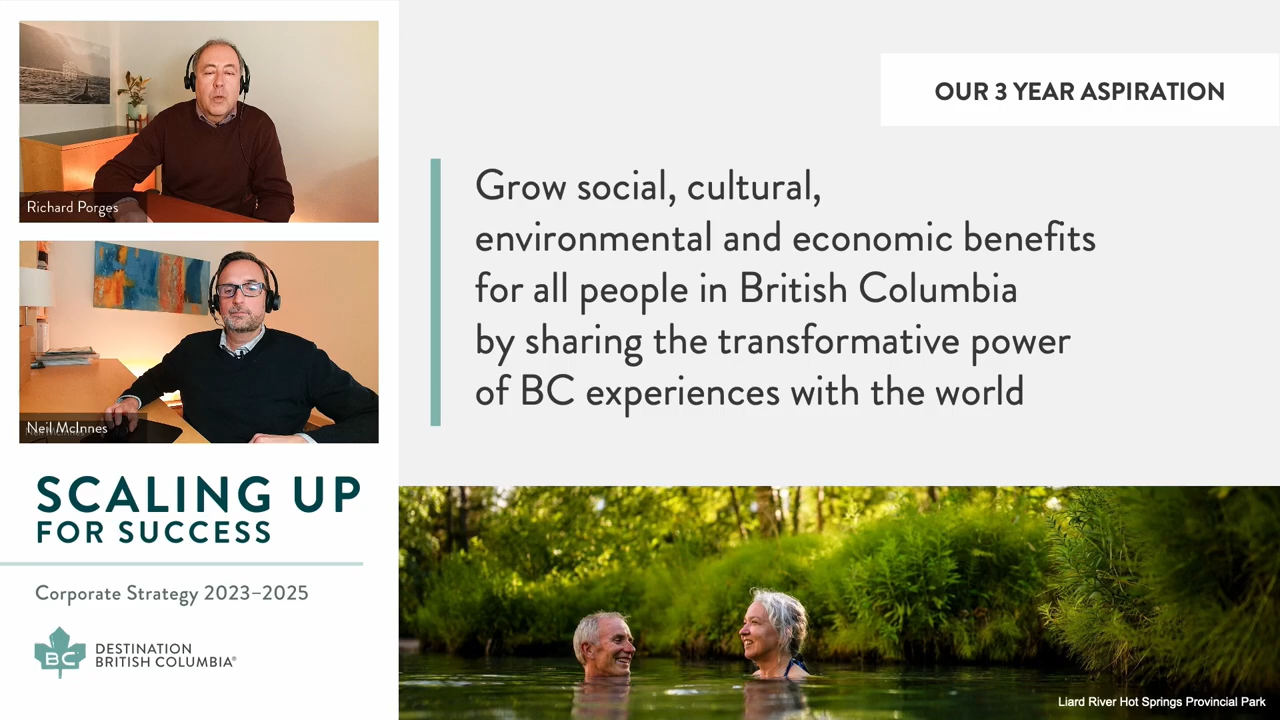 Richard Porges
Neil McInnes
SCALING UP
FOR SUCCESS
Corporate Strategy 2023–2025
BC
DESTINATION
BRITISH COLUMBIA®
OUR 3 YEAR ASPIRATION
Grow social, cultural,
environmental and economic benefits
for all people in British Columbia
by sharing the transformative power
of BC experiences with the world
Liard River Hot Springs Provincial Park